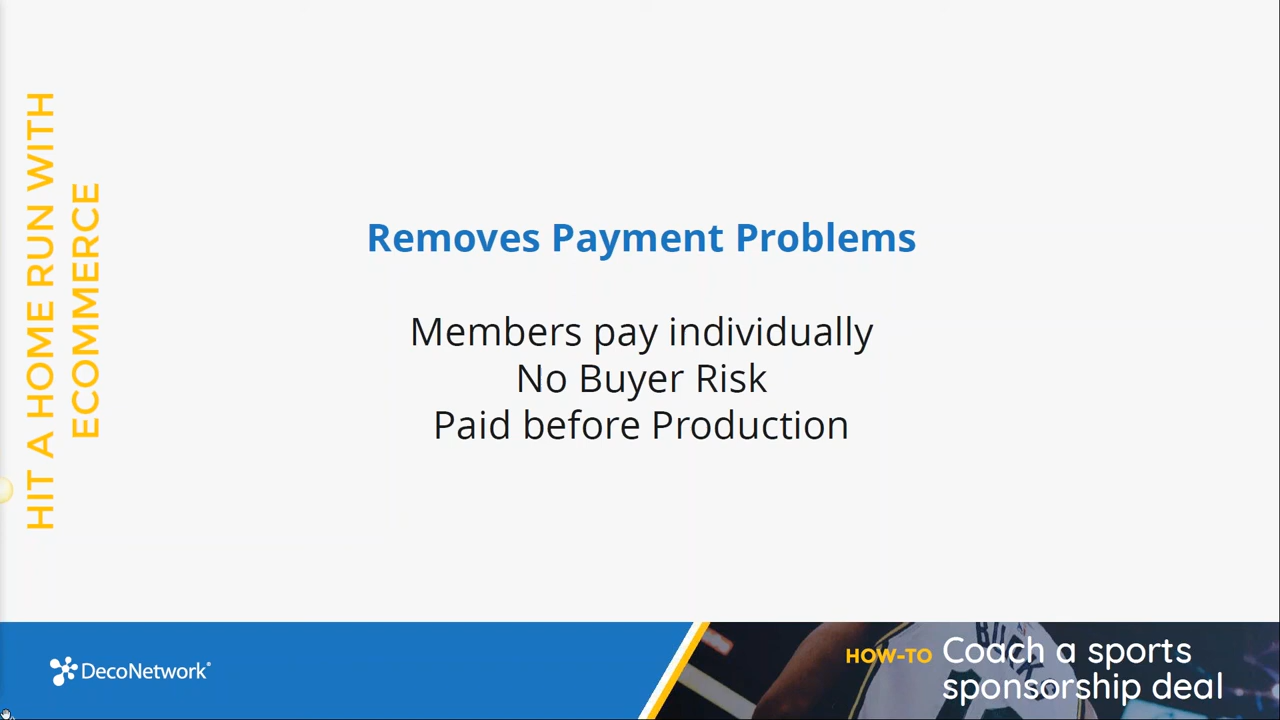 HIT A HOME RUN WITH
ECOMMERCE
Removes Payment Problems
Members pay individually
No Buyer Risk
Paid before Production
DecoNetwork®
HOW-TO Coach a sports
sponsorship deal